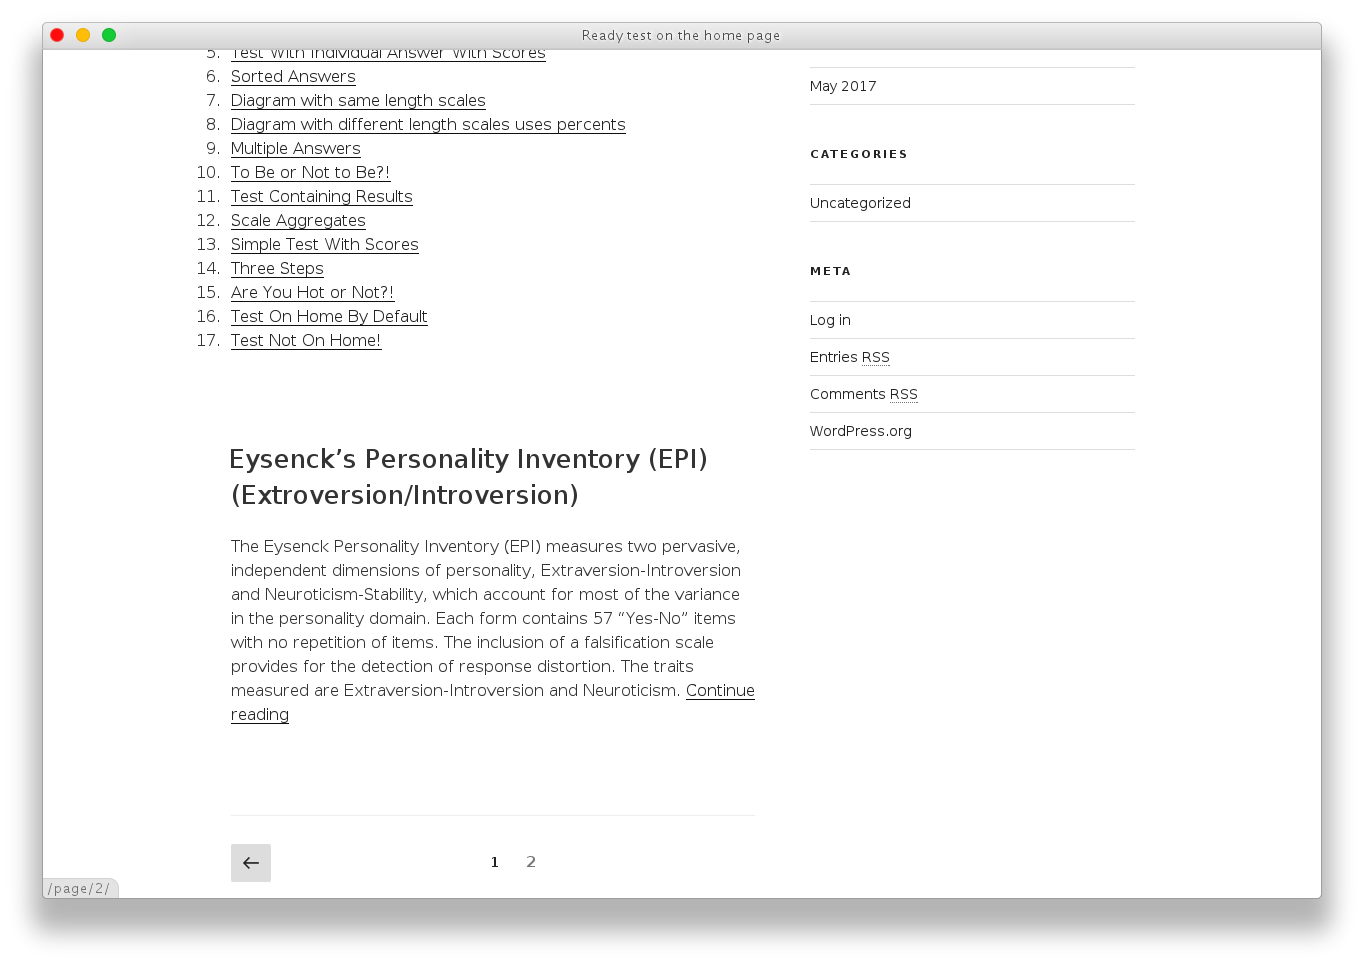 Ready test on the home page
5. Test With Individual Answer With Scores
6. Sorted Answers
7. Diagram with same length scales
8. Diagram with different length scales uses percents
9. Multiple Answers
10. To Be or Not to Be?!
11. Test Containing Results
12. Scale Aggregates
13. Simple Test With Scores
14. Three Steps
15. Are You Hot or Not?!
16. Test On Home By Default
17. Test Not On Home!
Eysenck’s Personality Inventory (EPI)
(Extroversion/Introversion)
The Eysenck Personality Inventory (EPI) measures two pervasive,
independent dimensions of personality, Extraversion-Introversion
and Neuroticism-Stability, which account for most of the variance
in the personality domain. Each form contains 57 “Yes-No” items
with no repetition of items. The inclusion of a falsification scale
provides for the detection of response distortion. The traits
measured are Extraversion-Introversion and Neuroticism. Continue
reading
1 2
May 2017
CATEGORIES
Uncategorized
META
Log in
Entries RSS
Comments RSS
WordPress.org
/page/2/